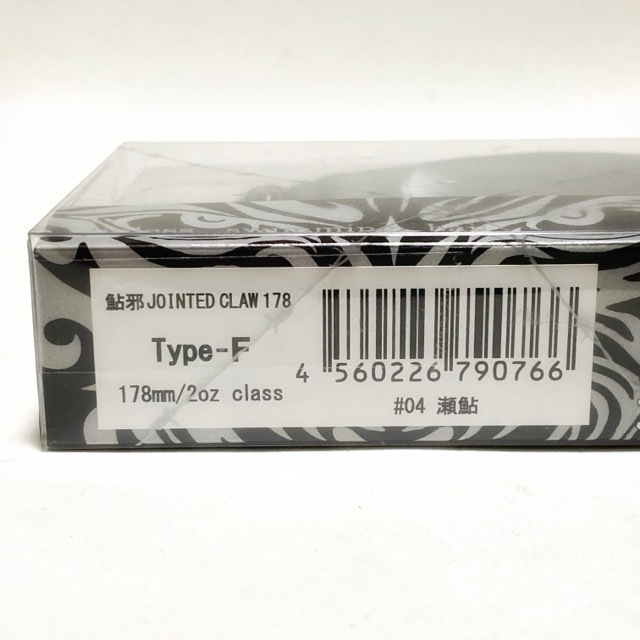 鮎邪 JOINTED CLAW 178
Type-F
178mm/2oz class
4 560226 790766
#04 瀬鮎